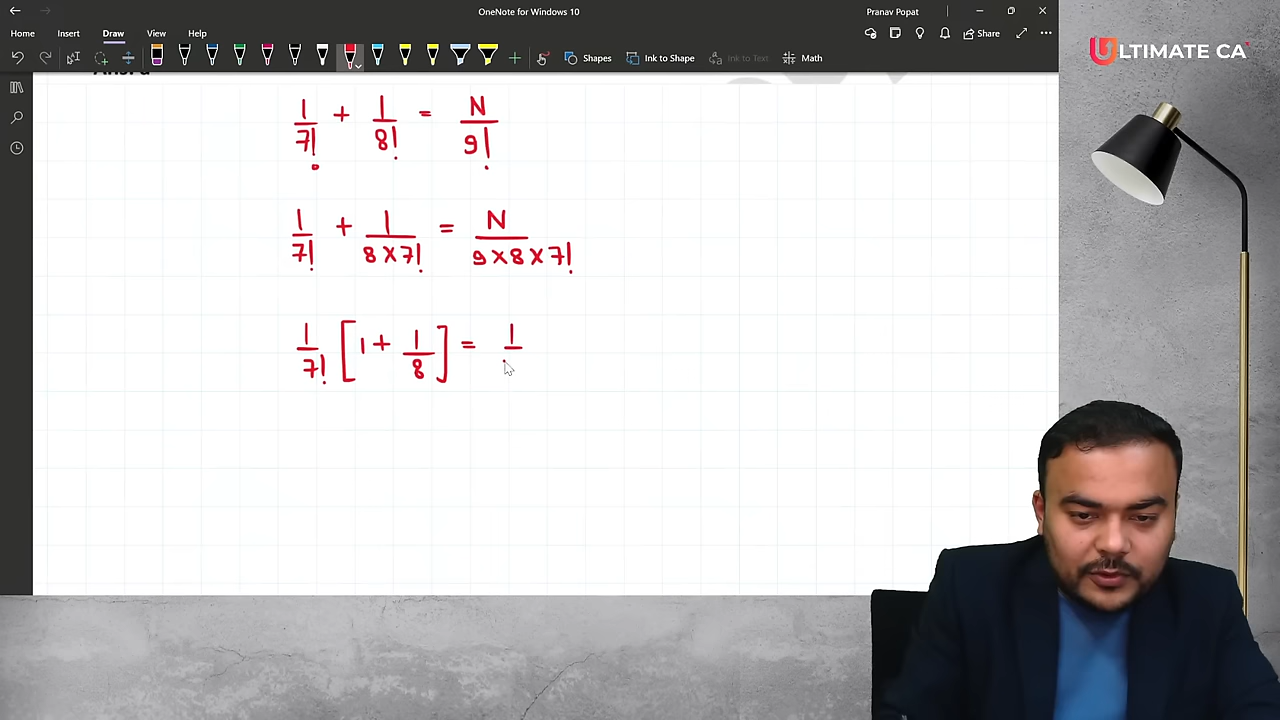 OneNote for Windows 10
Pranav Popat
Home Insert Draw View Help
Share
Shapes Ink to Shape Ink to Text Math
ULTIMATE CA
1/7! + 1/8! = N/9!
1/7! + 1/8×7! = N/9×8×7!
1/7! [1 + 1/8] = 1